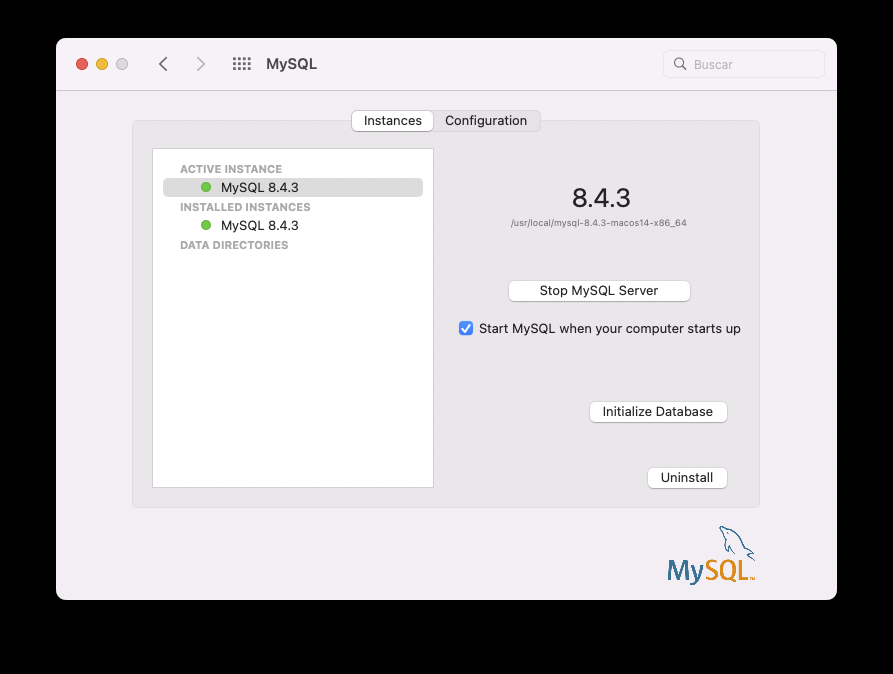 MySQL
Buscar
Instances
Configuration
ACTIVE INSTANCE
MySQL 8.4.3
INSTALLED INSTANCES
MySQL 8.4.3
DATA DIRECTORIES
8.4.3
/usr/local/mysql-8.4.3-macos14-x86_64
Stop MySQL Server
Start MySQL when your computer starts up
Initialize Database
Uninstall
MySQL™